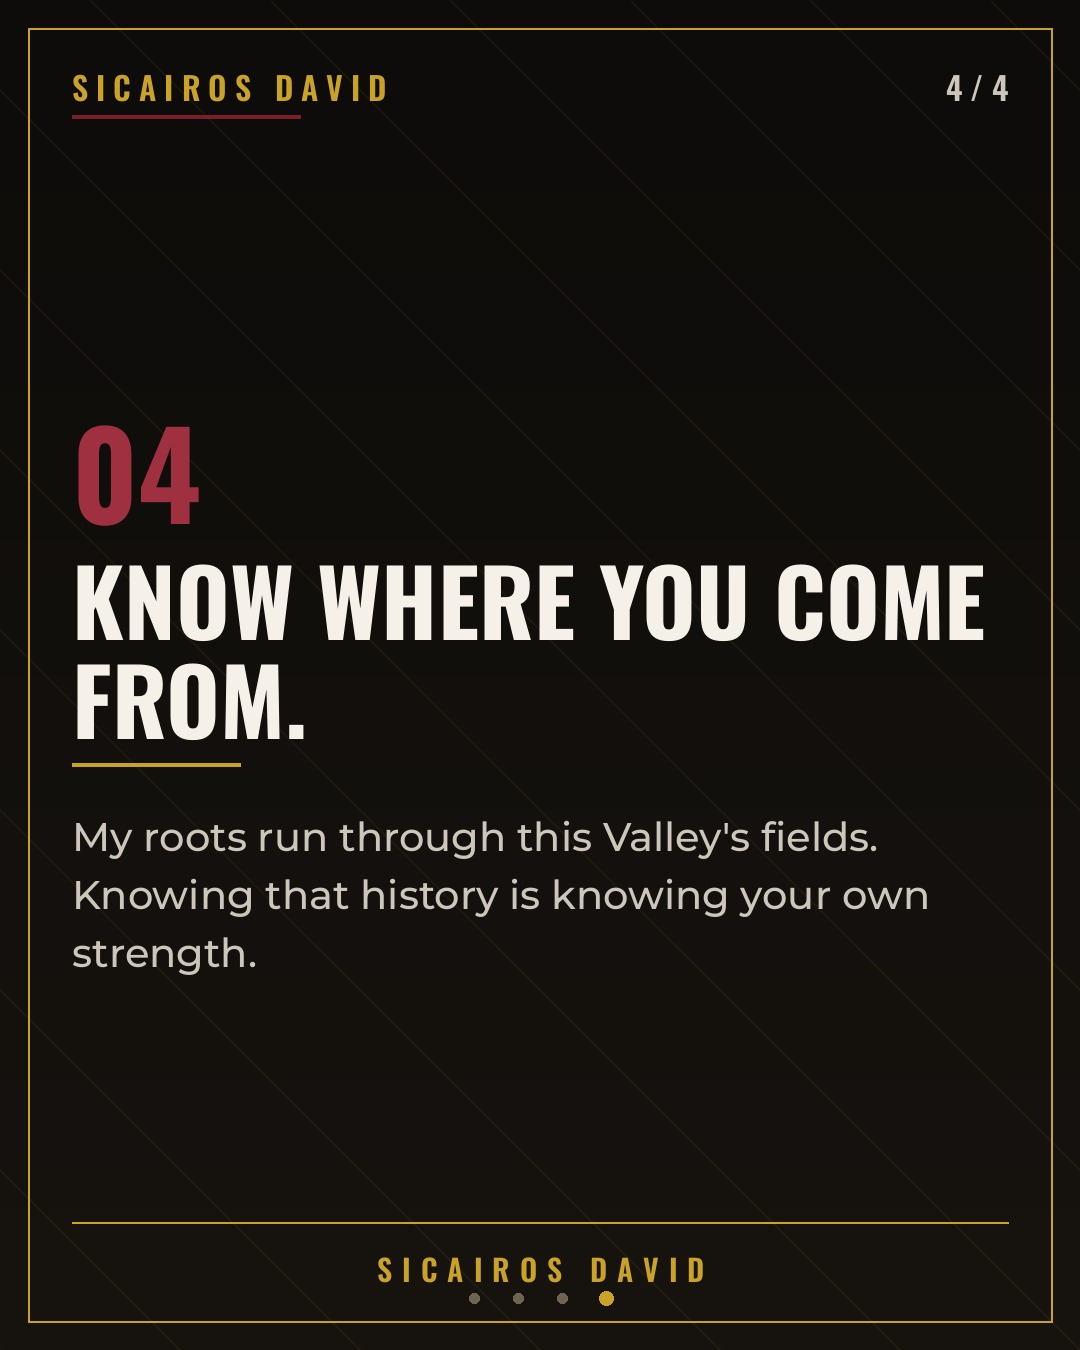 SICAIROS DAVID
4 / 4
04
KNOW WHERE YOU COME
FROM.
My roots run through this Valley's fields.
Knowing that history is knowing your own
strength.
SICAIROS DAVID